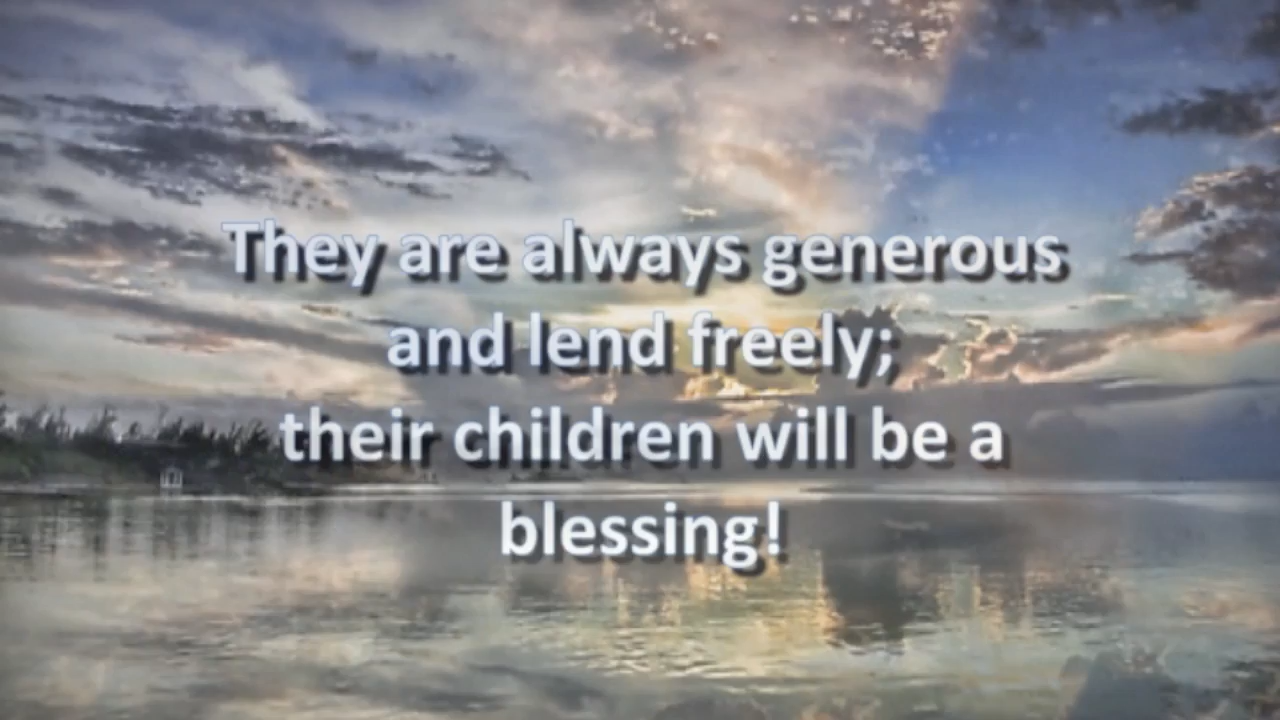 They are always generous
and lend freely;
their children will be a
blessing!